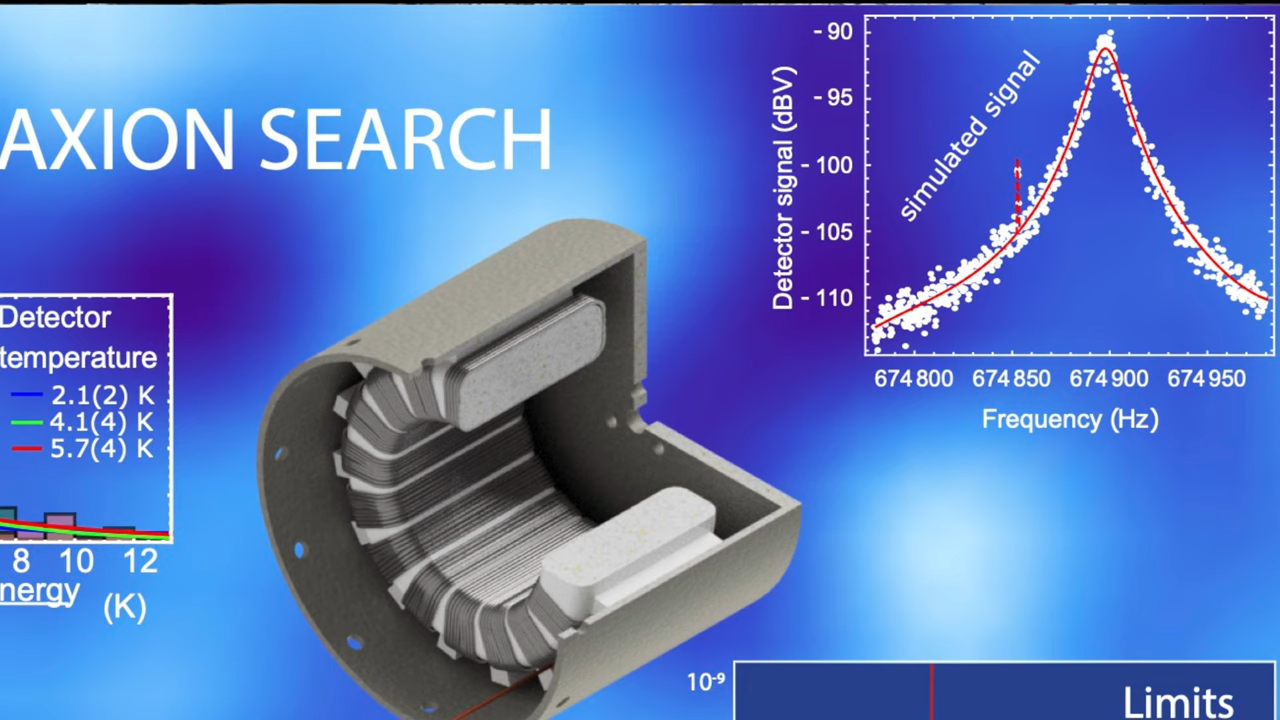 AXION SEARCH
Detector
temperature
2.1(2) K
4.1(4) K
5.7(4) K
8 10 12
nergy (K)
Detector signal (dBV)
- 90
- 95
- 100
- 105
- 110
simulated signal
674 800 674 850 674 900 674 950
Frequency (Hz)
10-9
Limits